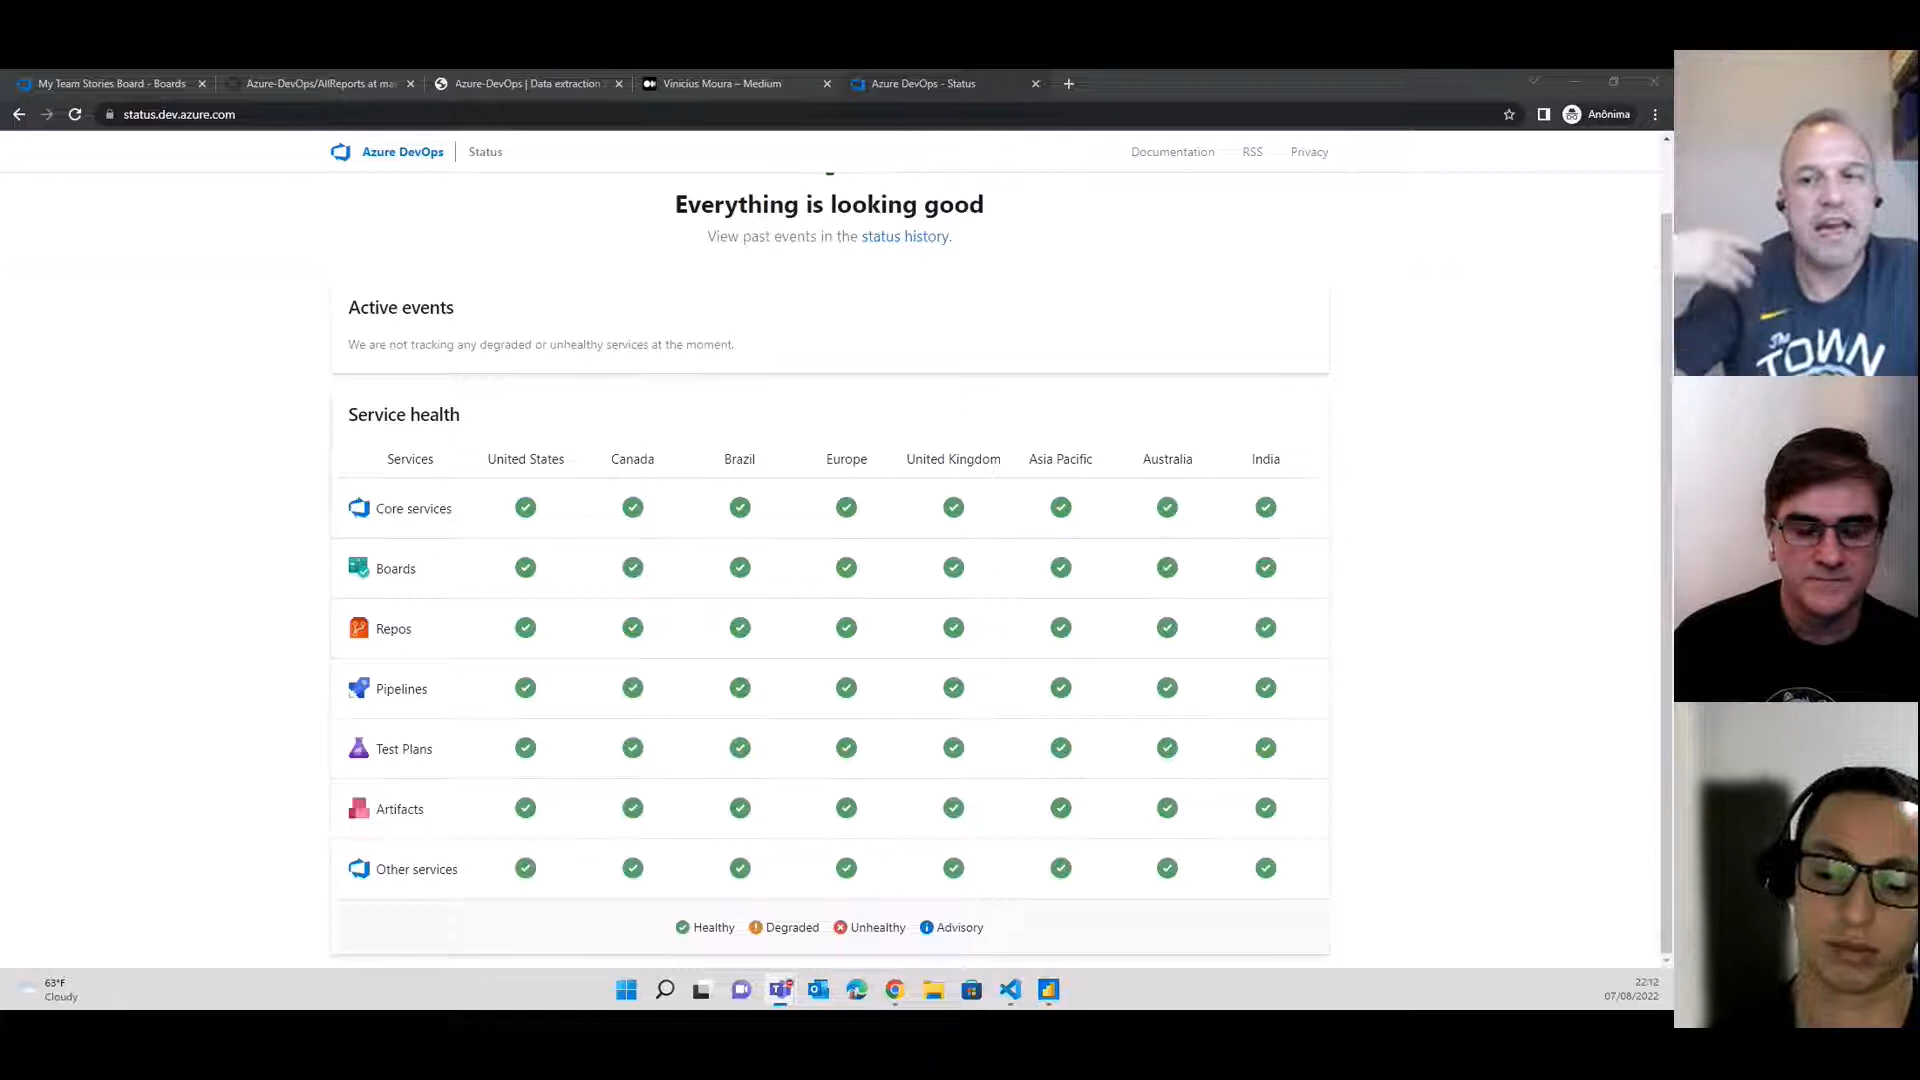 My Team Stories Board - Boards
Azure-DevOps/AllReports at mas
Azure-DevOps | Data extraction
Vinicius Moura – Medium
Azure DevOps - Status
status.dev.azure.com
Anônima
Azure DevOps
Status
Documentation
RSS
Privacy
Everything is looking good
View past events in the status history.
Active events
We are not tracking any degraded or unhealthy services at the moment.
Service health
Services United States Canada Brazil Europe United Kingdom Asia Pacific Australia India
Core services
Boards
Repos
Pipelines
Test Plans
Artifacts
Other services
Healthy Degraded Unhealthy Advisory
63°F
Cloudy
22:12
07/08/2022
The
TOWN